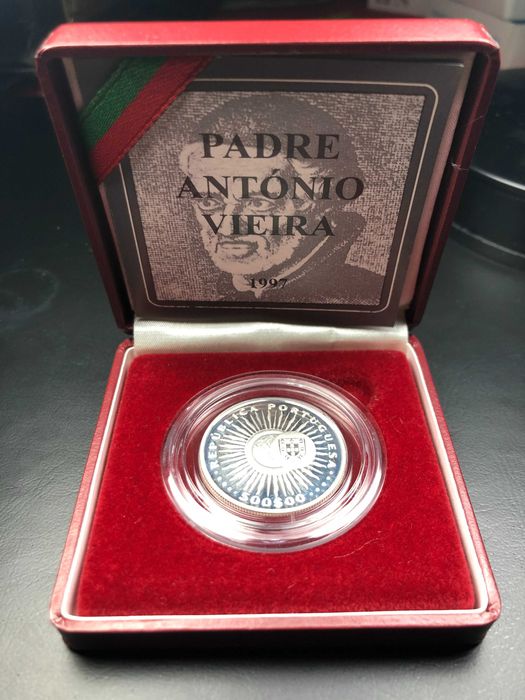 PADRE
ANTÓNIO
VIEIRA
1997
REPÚBLICA PORTUGUESA
500$00